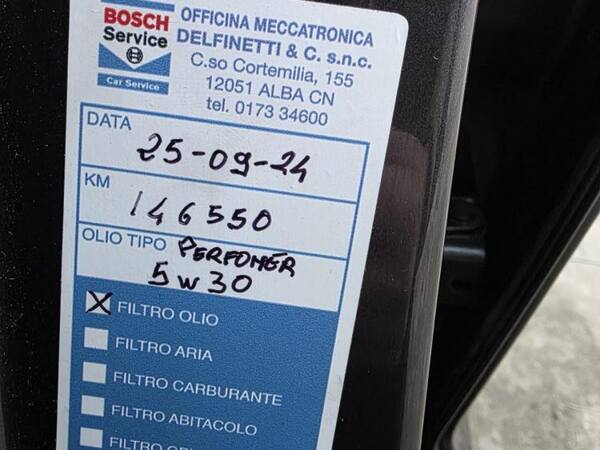 BOSCH
Service
Car Service
OFFICINA MECCATRONICA
DELFINETTI & C. s.n.c.
C.so Cortemilia, 155
12051 ALBA CN
tel. 0173 34600
DATA
25-09-24
KM
146550
OLIO TIPO PERFOMER
5W30
X FILTRO OLIO
FILTRO ARIA
FILTRO CARBURANTE
FILTRO ABITACOLO
FILTRO